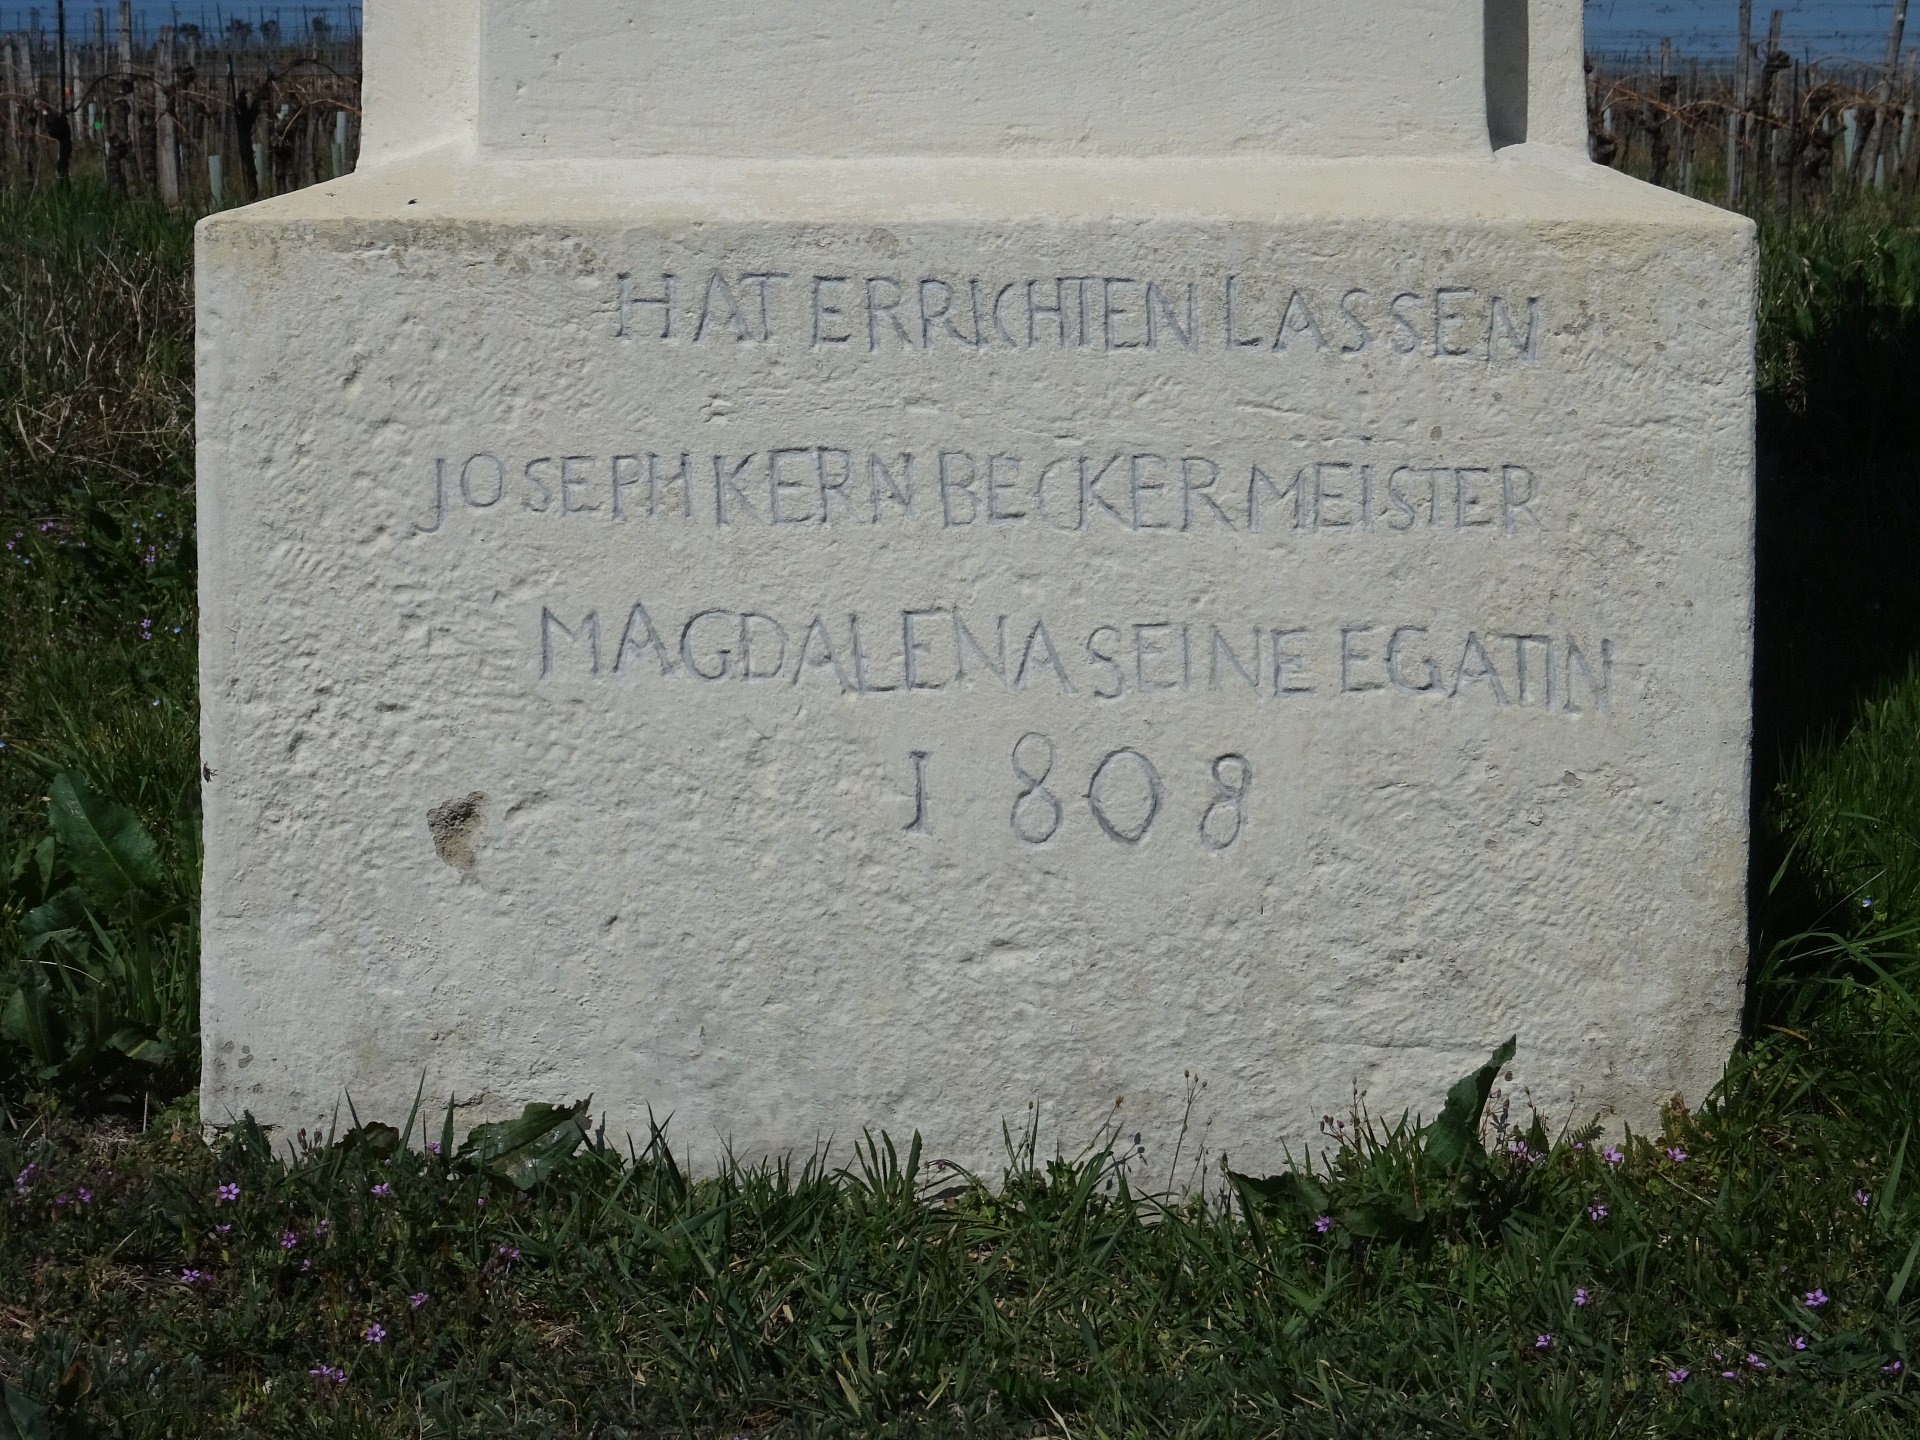 HAT ERRICHTEN LASSEN
JOSEPH KERN BECKERMEISTER
MAGDALENA SEINE EGATIN
1808